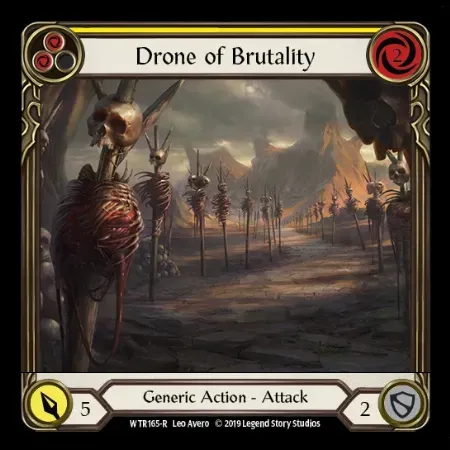 Drone of Brutality
2
5
Generic Action - Attack
2
WTR165-R Leo Avero © 2019 Legend Story Studios